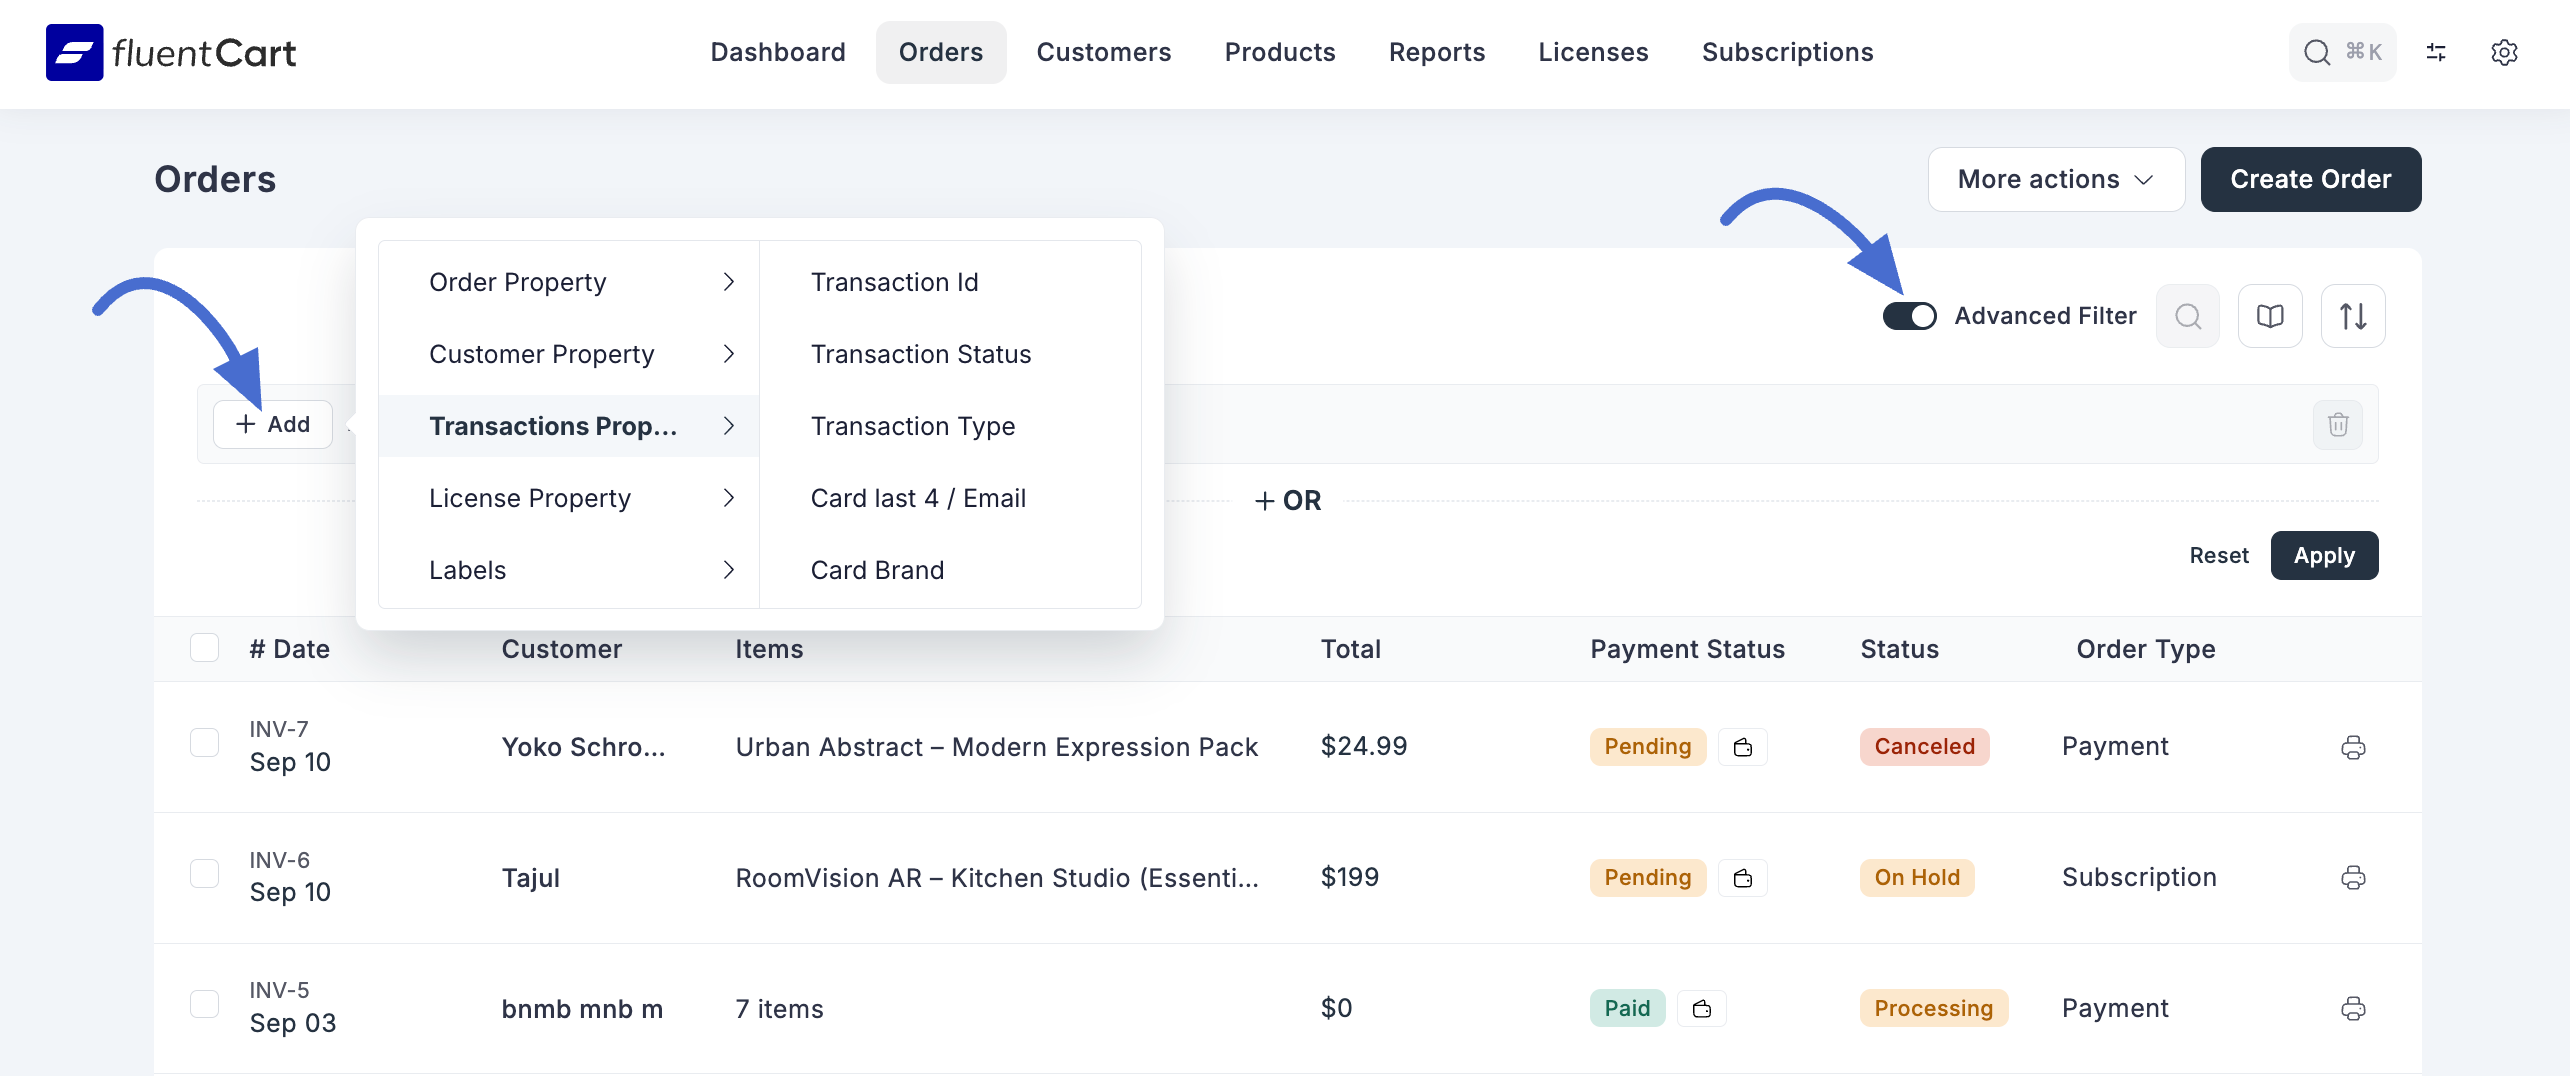 fluentCart
Dashboard
Orders
Customers
Products
Reports
Licenses
Subscriptions
⌘K
Orders
More actions
Create Order
Advanced Filter
+ Add
Order Property
Customer Property
Transactions Prop...
License Property
Labels
Transaction Id
Transaction Status
Transaction Type
Card last 4 / Email
Card Brand
+ OR
Reset
Apply
# Date
Customer
Items
Total
Payment Status
Status
Order Type
INV-7
Sep 10
Yoko Schro...
Urban Abstract – Modern Expression Pack
$24.99
Pending
Canceled
Payment
INV-6
Sep 10
Tajul
RoomVision AR – Kitchen Studio (Essenti...
$199
Pending
On Hold
Subscription
INV-5
Sep 03
bnmb mnb m
7 items
$0
Paid
Processing
Payment